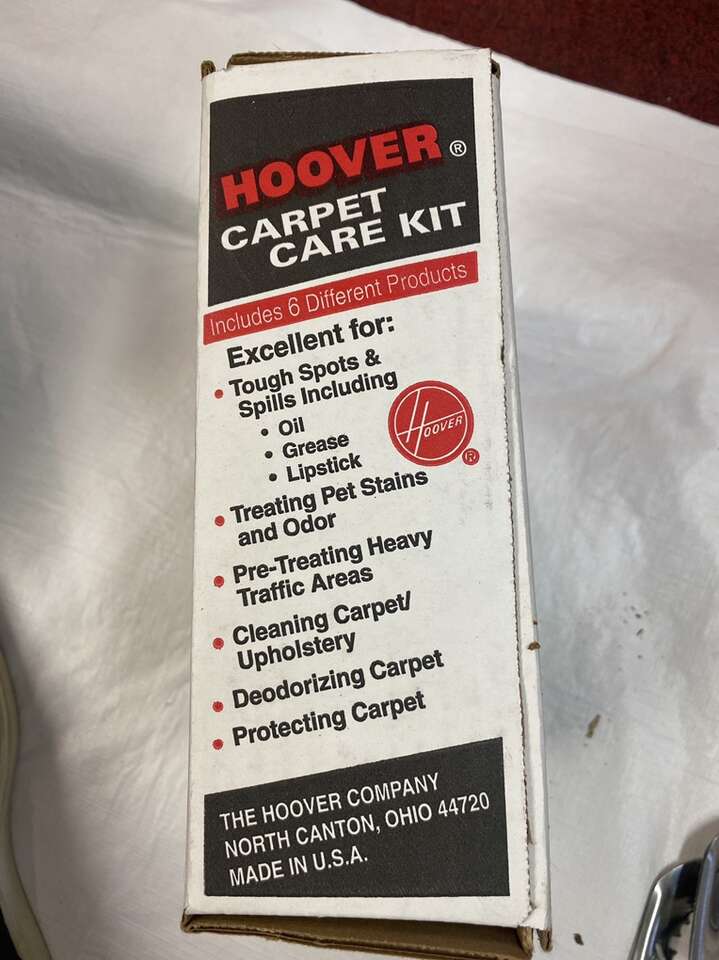 HOOVER®
CARPET
CARE KIT
Includes 6 Different Products
Excellent for:
• Tough Spots &
Spills Including
• Oil
• Grease
• Lipstick
HOOVER
®
• Treating Pet Stains
and Odor
• Pre-Treating Heavy
Traffic Areas
• Cleaning Carpet/
Upholstery
• Deodorizing Carpet
• Protecting Carpet
THE HOOVER COMPANY
NORTH CANTON, OHIO 44720
MADE IN U.S.A.